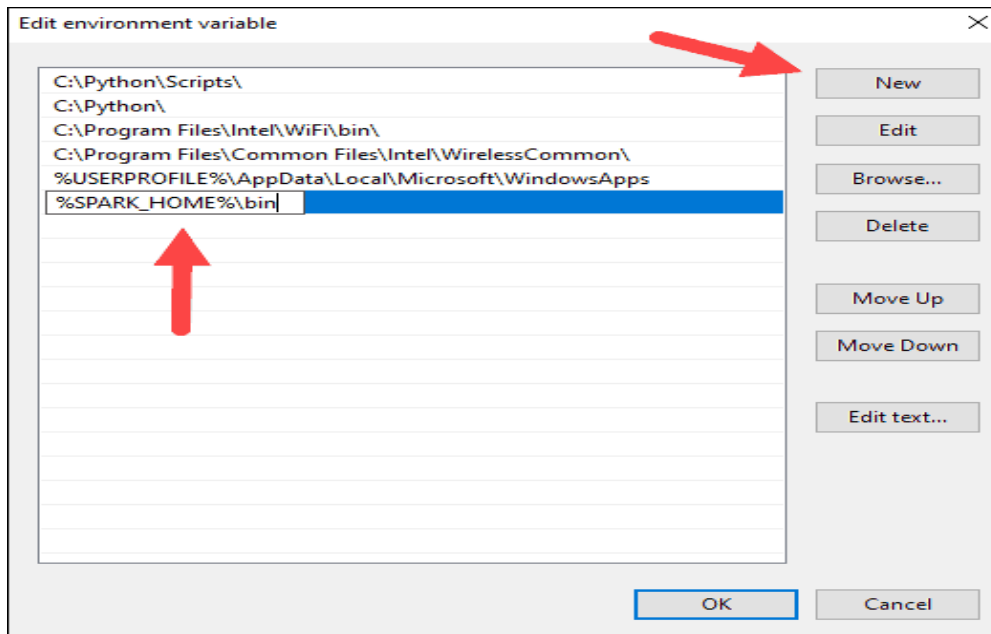 Edit environment variable
C:\Python\Scripts\
C:\Python\
C:\Program Files\Intel\WiFi\bin\
C:\Program Files\Common Files\Intel\WirelessCommon\
%USERPROFILE%\AppData\Local\Microsoft\WindowsApps
%SPARK_HOME%\bin
New
Edit
Browse...
Delete
Move Up
Move Down
Edit text...
OK
Cancel